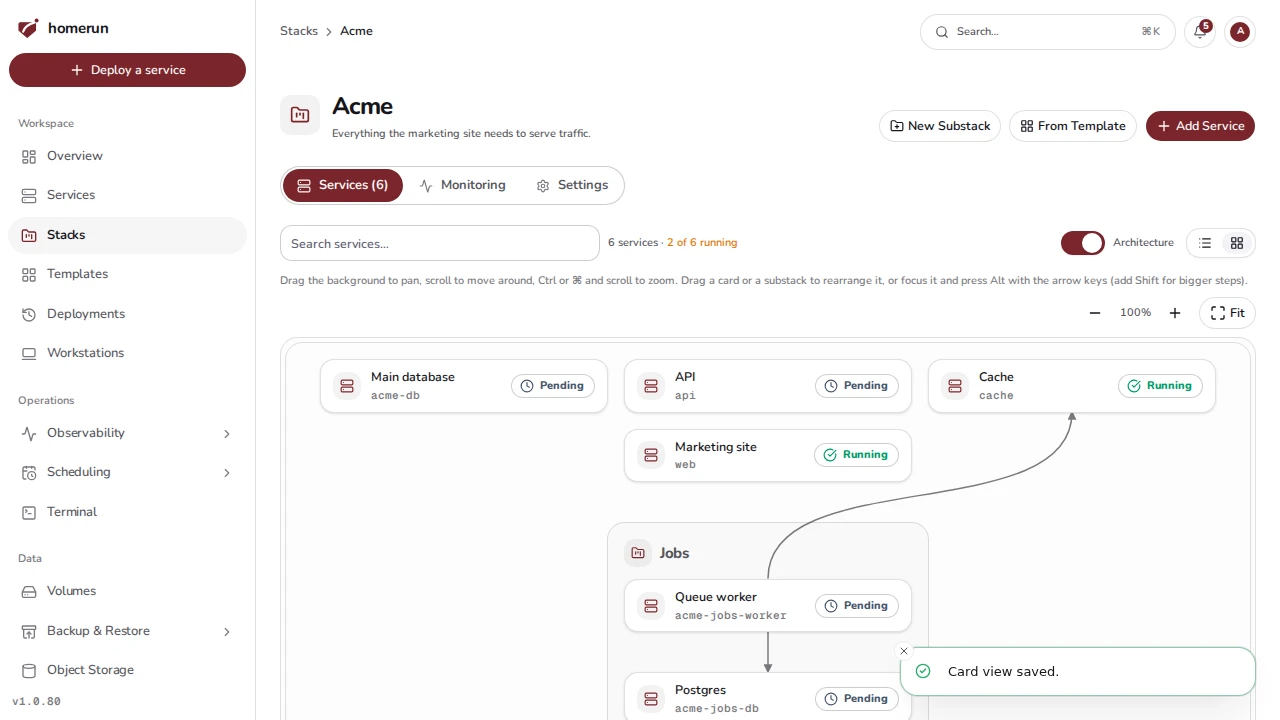 homerun
Stacks > Acme
Search... ⌘K
5
A
Deploy a service
Workspace
Overview
Services
Stacks
Templates
Deployments
Workstations
Operations
Observability
Scheduling
Terminal
Data
Volumes
Backup & Restore
Object Storage
v1.0.80
Acme
Everything the marketing site needs to serve traffic.
New Substack
From Template
Add Service
Services (6)
Monitoring
Settings
Search services...
6 services · 2 of 6 running
Architecture
Drag the background to pan, scroll to move around, Ctrl or ⌘ and scroll to zoom. Drag a card or a substack to rearrange it, or focus it and press Alt with the arrow keys (add Shift for bigger steps).
100%
Fit
Main database
acme-db
Pending
API
api
Pending
Cache
cache
Running
Marketing site
web
Running
Jobs
Queue worker
acme-jobs-worker
Pending
Postgres
acme-jobs-db
Pending
Card view saved.